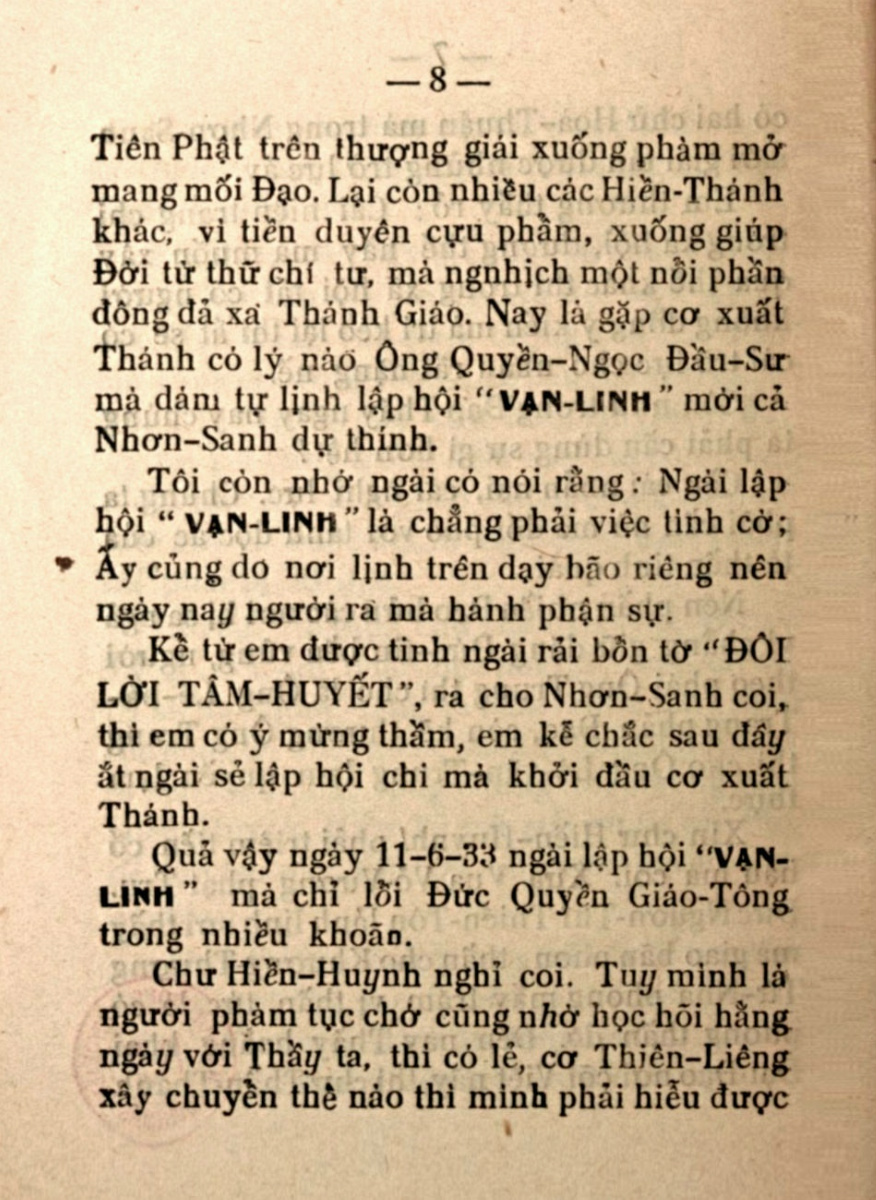 — 8 —
Tiên Phật trên thượng giái xuống phàm mở
mang mối Đạo. Lại còn nhiều các Hiền-Thánh
khác, vì tiền duyên cựu phẩm, xuống giúp
Đời từ thữ chí tư, mà ngnhịch một nỗi phần
đông đả xa Thánh Giáo. Nay là gặp cơ xuất
Thánh có lý nào Ông Quyền-Ngọc Đầu-Sư
mà dám tự lịnh lập hội "VẠN-LINH" mời cả
Nhơn-Sanh dự thính.
Tôi còn nhớ ngài có nói rằng : Ngài lập
hội "VẠN-LINH" là chẳng phải việc tình cờ;
Ấy củng do nơi lịnh trên dạy bão riêng nên
ngày nay người ra mà hành phận sự.
Kề từ em được tinh ngài rải bổn tờ "ĐÔI
LỜI TÂM-HUYẾT", ra cho Nhơn-Sanh coi,
thì em có ý mừng thầm, em kể chắc sau đây
ắt ngài sẻ lập hội chi mà khởi đầu cơ xuất
Thánh.
Quả vậy ngày 11-6-33 ngài lập hội "VẠN-
LINH" mà chỉ lỗi Đức Quyền Giáo-Tông
trong nhiều khoãn.
Chư Hiền-Huynh nghỉ coi. Tuy mình là
người phàm tục chớ cũng nhờ học hõi hằng
ngày với Thầy ta, thì có lẻ, cơ Thiên-Liêng
xây chuyển thế nào thì mình phải hiểu được